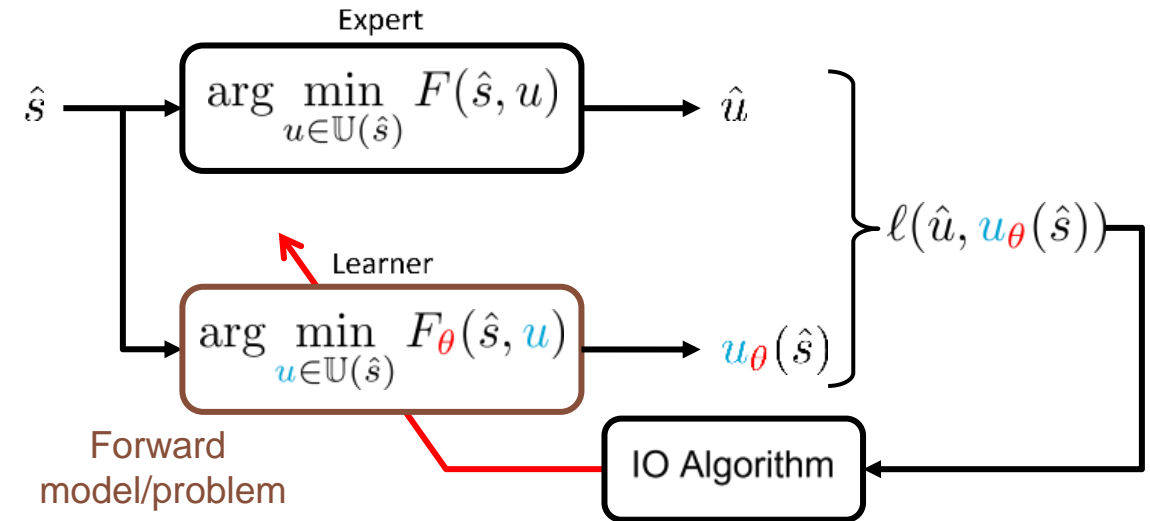 Expert
ŝ
arg min F(ŝ, u)
u∈𝕌(ŝ)
û
ℓ(û, u_θ(ŝ))
Learner
arg min F_θ(ŝ, u)
u∈𝕌(ŝ)
u_θ(ŝ)
Forward
model/problem
IO Algorithm